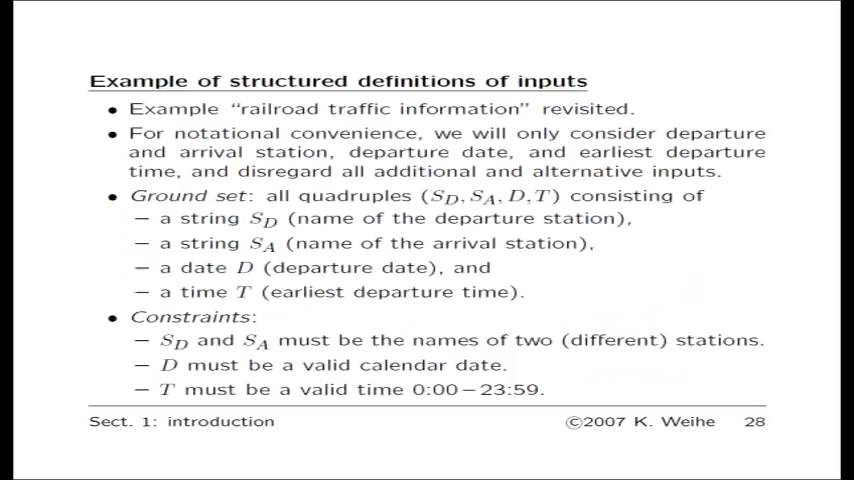 Example of structured definitions of inputs
• Example “railroad traffic information” revisited.
• For notational convenience, we will only consider departure
and arrival station, departure date, and earliest departure
time, and disregard all additional and alternative inputs.
• Ground set: all quadruples (S_D, S_A, D, T) consisting of
– a string S_D (name of the departure station),
– a string S_A (name of the arrival station),
– a date D (departure date), and
– a time T (earliest departure time).
• Constraints:
– S_D and S_A must be the names of two (different) stations.
– D must be a valid calendar date.
– T must be a valid time 0:00–23:59.
Sect. 1: introduction ©2007 K. Weihe 28